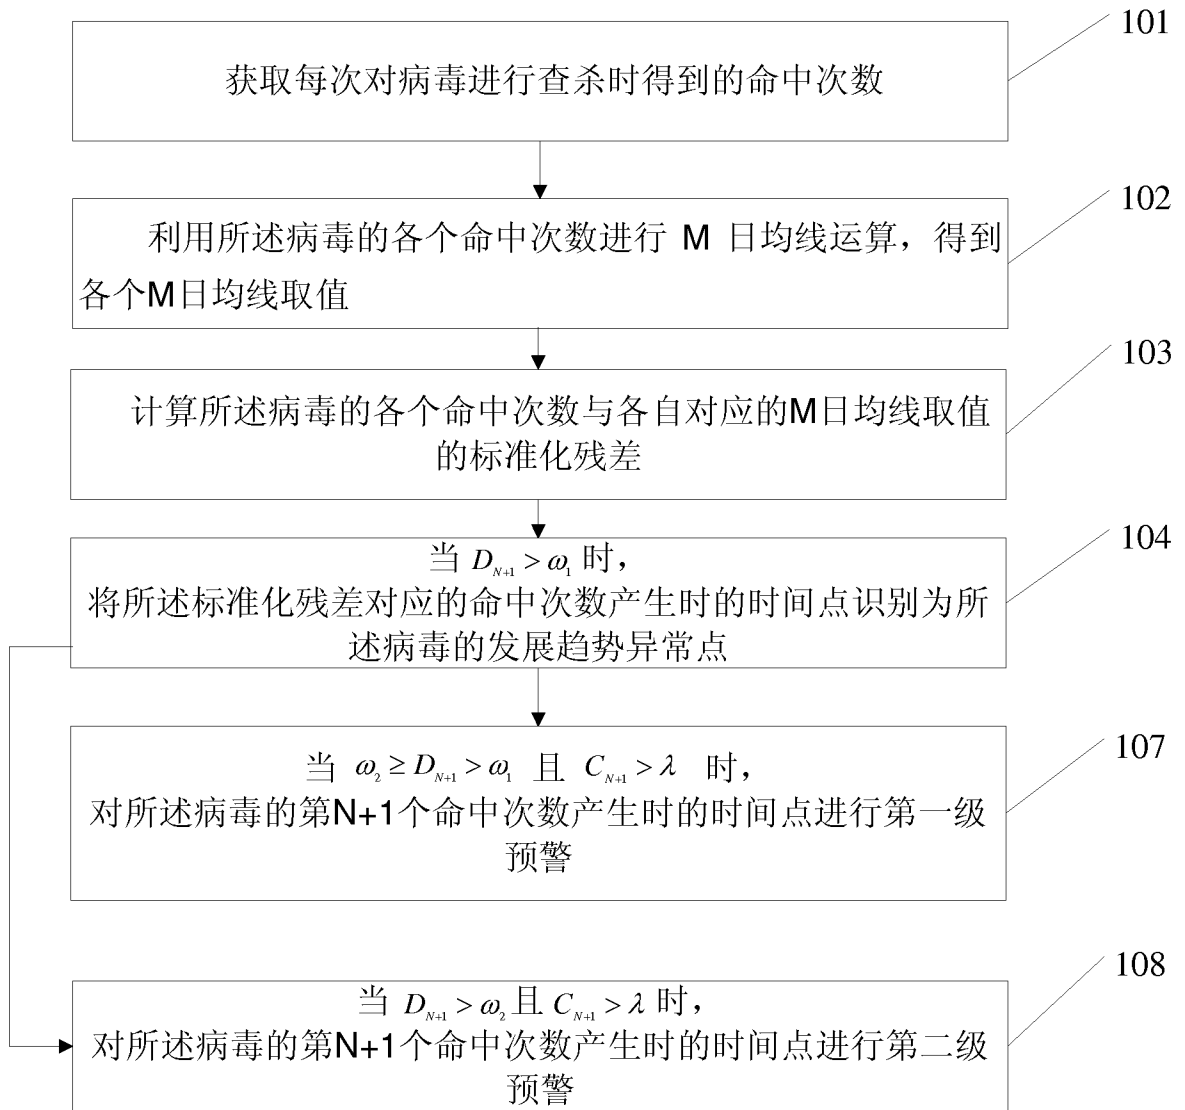 101
获取每次对病毒进行查杀时得到的命中次数
102
利用所述病毒的各个命中次数进行 M 日均线运算，得到
各个M日均线取值
103
计算所述病毒的各个命中次数与各自对应的M日均线取值
的标准化残差
104
当 D_{N+1} > ω_1 时，
将所述标准化残差对应的命中次数产生时的时间点识别为所
述病毒的发展趋势异常点
107
当 ω_2 ≥ D_{N+1} > ω_1 且 C_{N+1} > λ 时，
对所述病毒的第N+1个命中次数产生时的时间点进行第一级
预警
108
当 D_{N+1} > ω_2 且 C_{N+1} > λ 时，
对所述病毒的第N+1个命中次数产生时的时间点进行第二级
预警